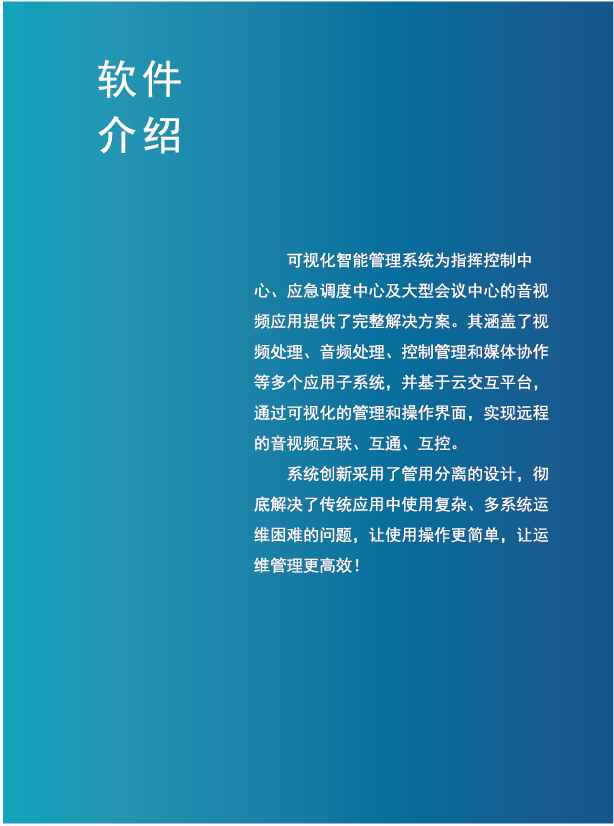 软件
介绍
可视化智能管理系统为指挥控制中
心、应急调度中心及大型会议中心的音视
频应用提供了完整解决方案。其涵盖了视
频处理、音频处理、控制管理和媒体协作
等多个应用子系统，并基于云交互平台，
通过可视化的管理和操作界面，实现远程
的音视频互联、互通、互控。
系统创新采用了管用分离的设计，彻
底解决了传统应用中使用复杂、多系统运
维困难的问题，让使用操作更简单，让运
维管理更高效！